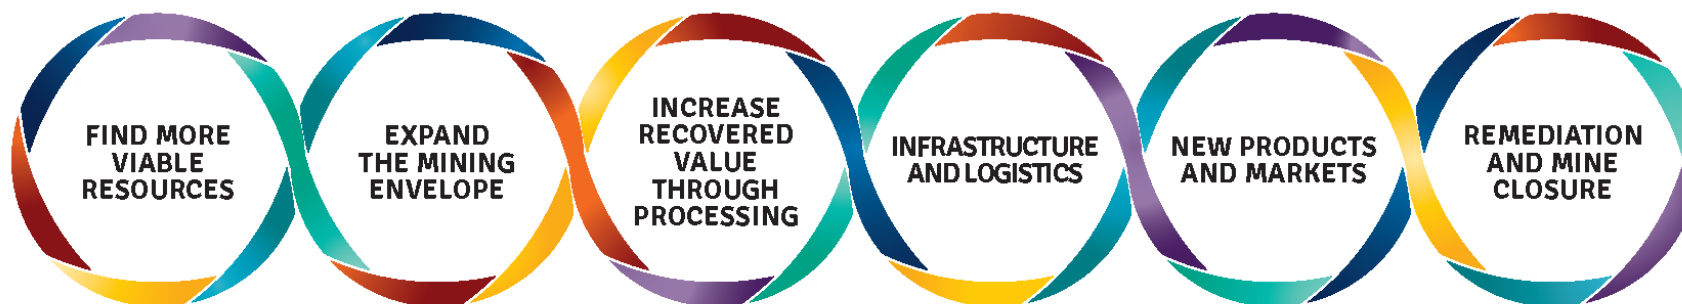 FIND MORE
VIABLE
RESOURCES
EXPAND
THE MINING
ENVELOPE
INCREASE
RECOVERED
VALUE
THROUGH
PROCESSING
INFRASTRUCTURE
AND LOGISTICS
NEW PRODUCTS
AND MARKETS
REMEDIATION
AND MINE
CLOSURE